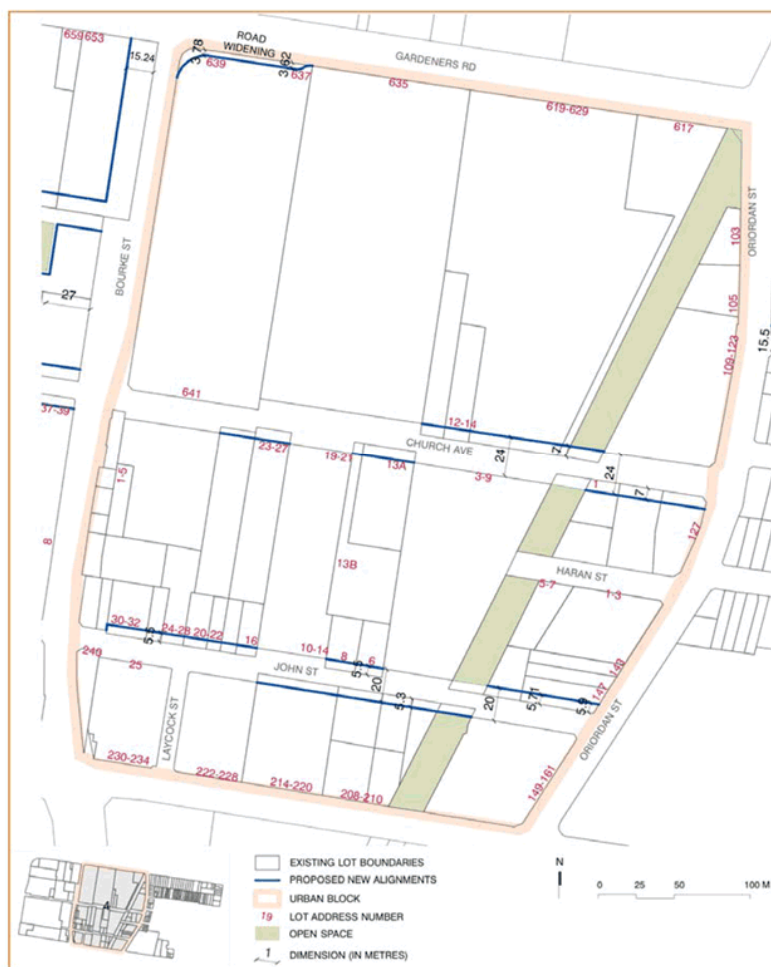 659 653
15.24
3.78
ROAD
WIDENING
3.62
639
637
GARDENERS RD
635
619-629
617
ORIORDAN ST
103
105
109-123
15.5
BOURKE ST
27
641
37-39
12-14
CHURCH AVE
24
7
24
7
23-27
19-21
13A
3-9
1
1-5
127
8
13B
HARAN ST
5-7
1-3
30-32
5.5
24-28
20-22
16
10-14
8
6
5.5
20
JOHN ST
5.3
20
5.71
5.9
147
143
240
25
LAYCOCK ST
ORIORDAN ST
230-234
222-228
214-220
208-210
149-161
A
EXISTING LOT BOUNDARIES
PROPOSED NEW ALIGNMENTS
URBAN BLOCK
19 LOT ADDRESS NUMBER
OPEN SPACE
1 DIMENSION (IN METRES)
N
0 25 50 100 M